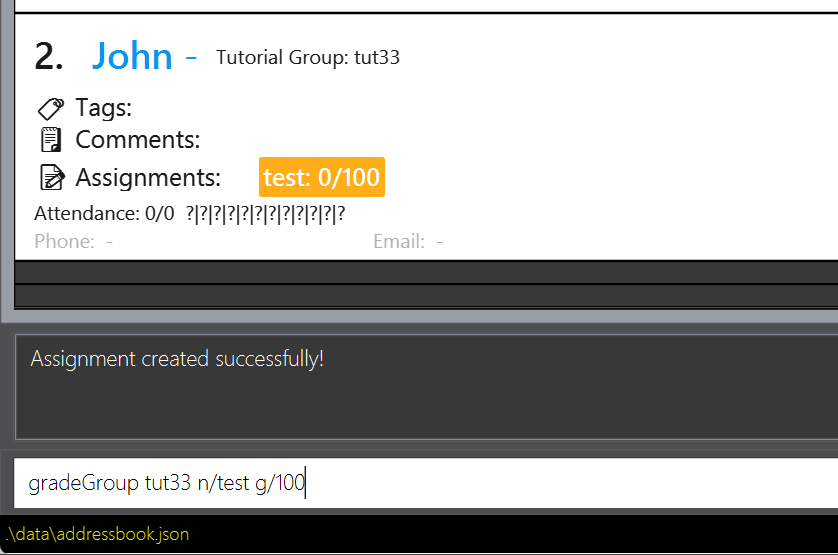 2. John - Tutorial Group: tut33
Tags:
Comments:
Assignments: test: 0/100
Attendance: 0/0 ?|?|?|?|?|?|?|?|?|?|?|?
Phone: - Email: -
Assignment created successfully!
gradeGroup tut33 n/test g/100
.\data\addressbook.json